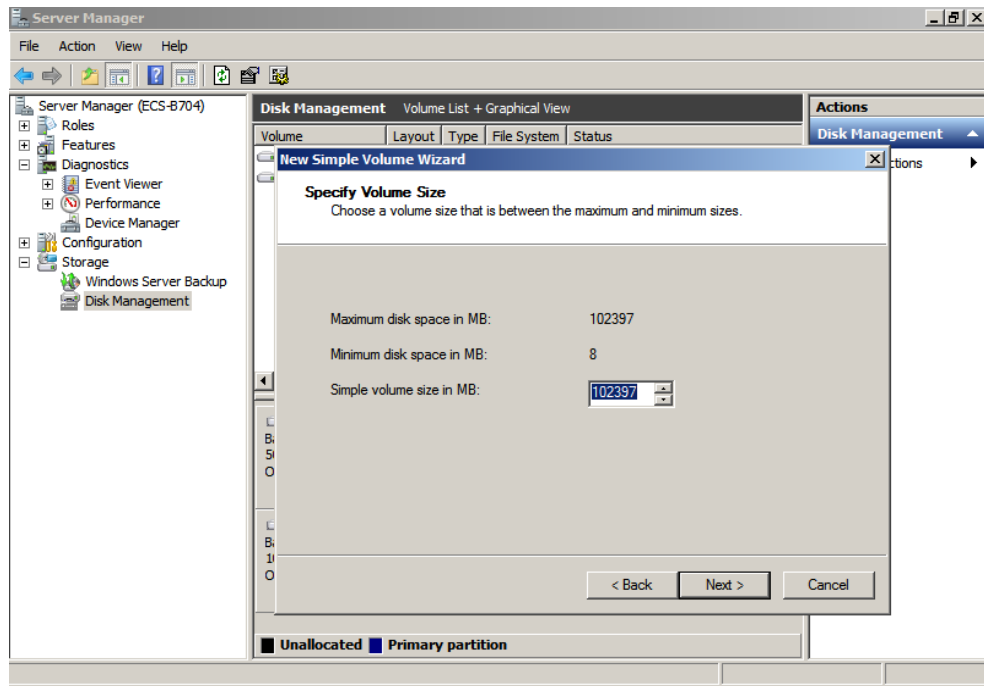 Server Manager
File Action View Help
Server Manager (ECS-B704)
Roles
Features
Diagnostics
Event Viewer
Performance
Device Manager
Configuration
Storage
Windows Server Backup
Disk Management
Disk Management Volume List + Graphical View
Volume Layout Type File System Status
New Simple Volume Wizard
Specify Volume Size
Choose a volume size that is between the maximum and minimum sizes.
Maximum disk space in MB: 102397
Minimum disk space in MB: 8
Simple volume size in MB: 102397
< Back Next > Cancel
Unallocated Primary partition
Actions
Disk Management